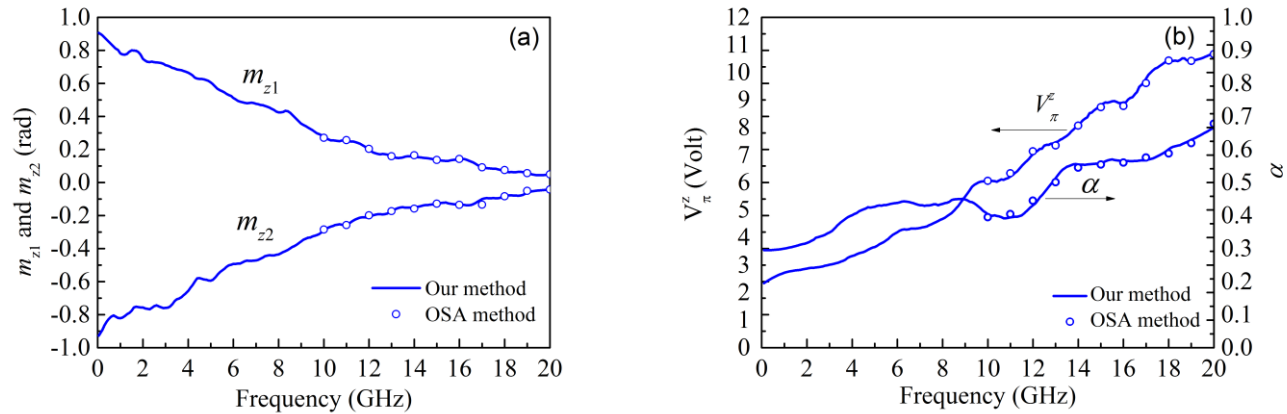 1.0
0.8
0.6
0.4
0.2
0.0
-0.2
-0.4
-0.6
-0.8
-1.0
m_z1 and m_z2 (rad)
(a)
m_z1
m_z2
Our method
OSA method
0 2 4 6 8 10 12 14 16 18 20
Frequency (GHz)
12
11
10
9
8
7
6
5
4
3
2
1
0
V_π^z (Volt)
(b)
V_π^z
α
Our method
OSA method
0 2 4 6 8 10 12 14 16 18 20
Frequency (GHz)
1.0
0.9
0.8
0.7
0.6
0.5
0.4
0.3
0.2
0.1
0.0
α